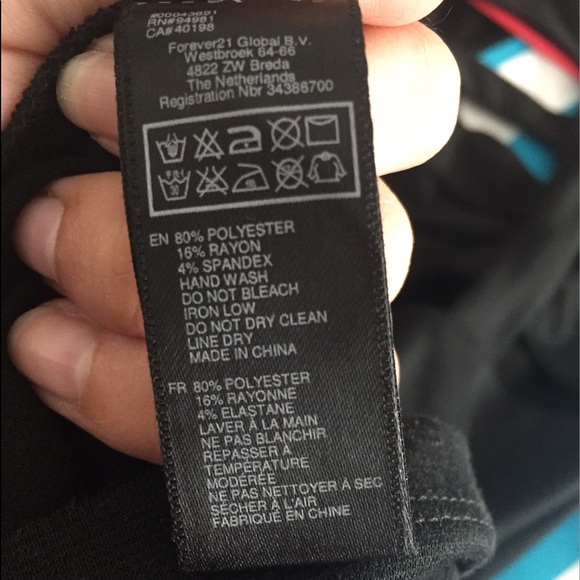 #00043691
RN#94981
CA#40198
Forever21 Global B.V.
Westbroek 64-66
4822 ZW Breda
The Netherlands
Registration Nbr 34388700
EN 80% POLYESTER
16% RAYON
4% SPANDEX
HAND WASH
DO NOT BLEACH
IRON LOW
DO NOT DRY CLEAN
LINE DRY
MADE IN CHINA
FR 80% POLYESTER
16% RAYONNE
4% ELASTANE
LAVER À LA MAIN
NE PAS BLANCHIR
REPASSER À
TEMPÉRATURE
MODÉRÉE
NE PAS NETTOYER À SEC
SÉCHER À L'AIR
FABRIQUÉ EN CHINE